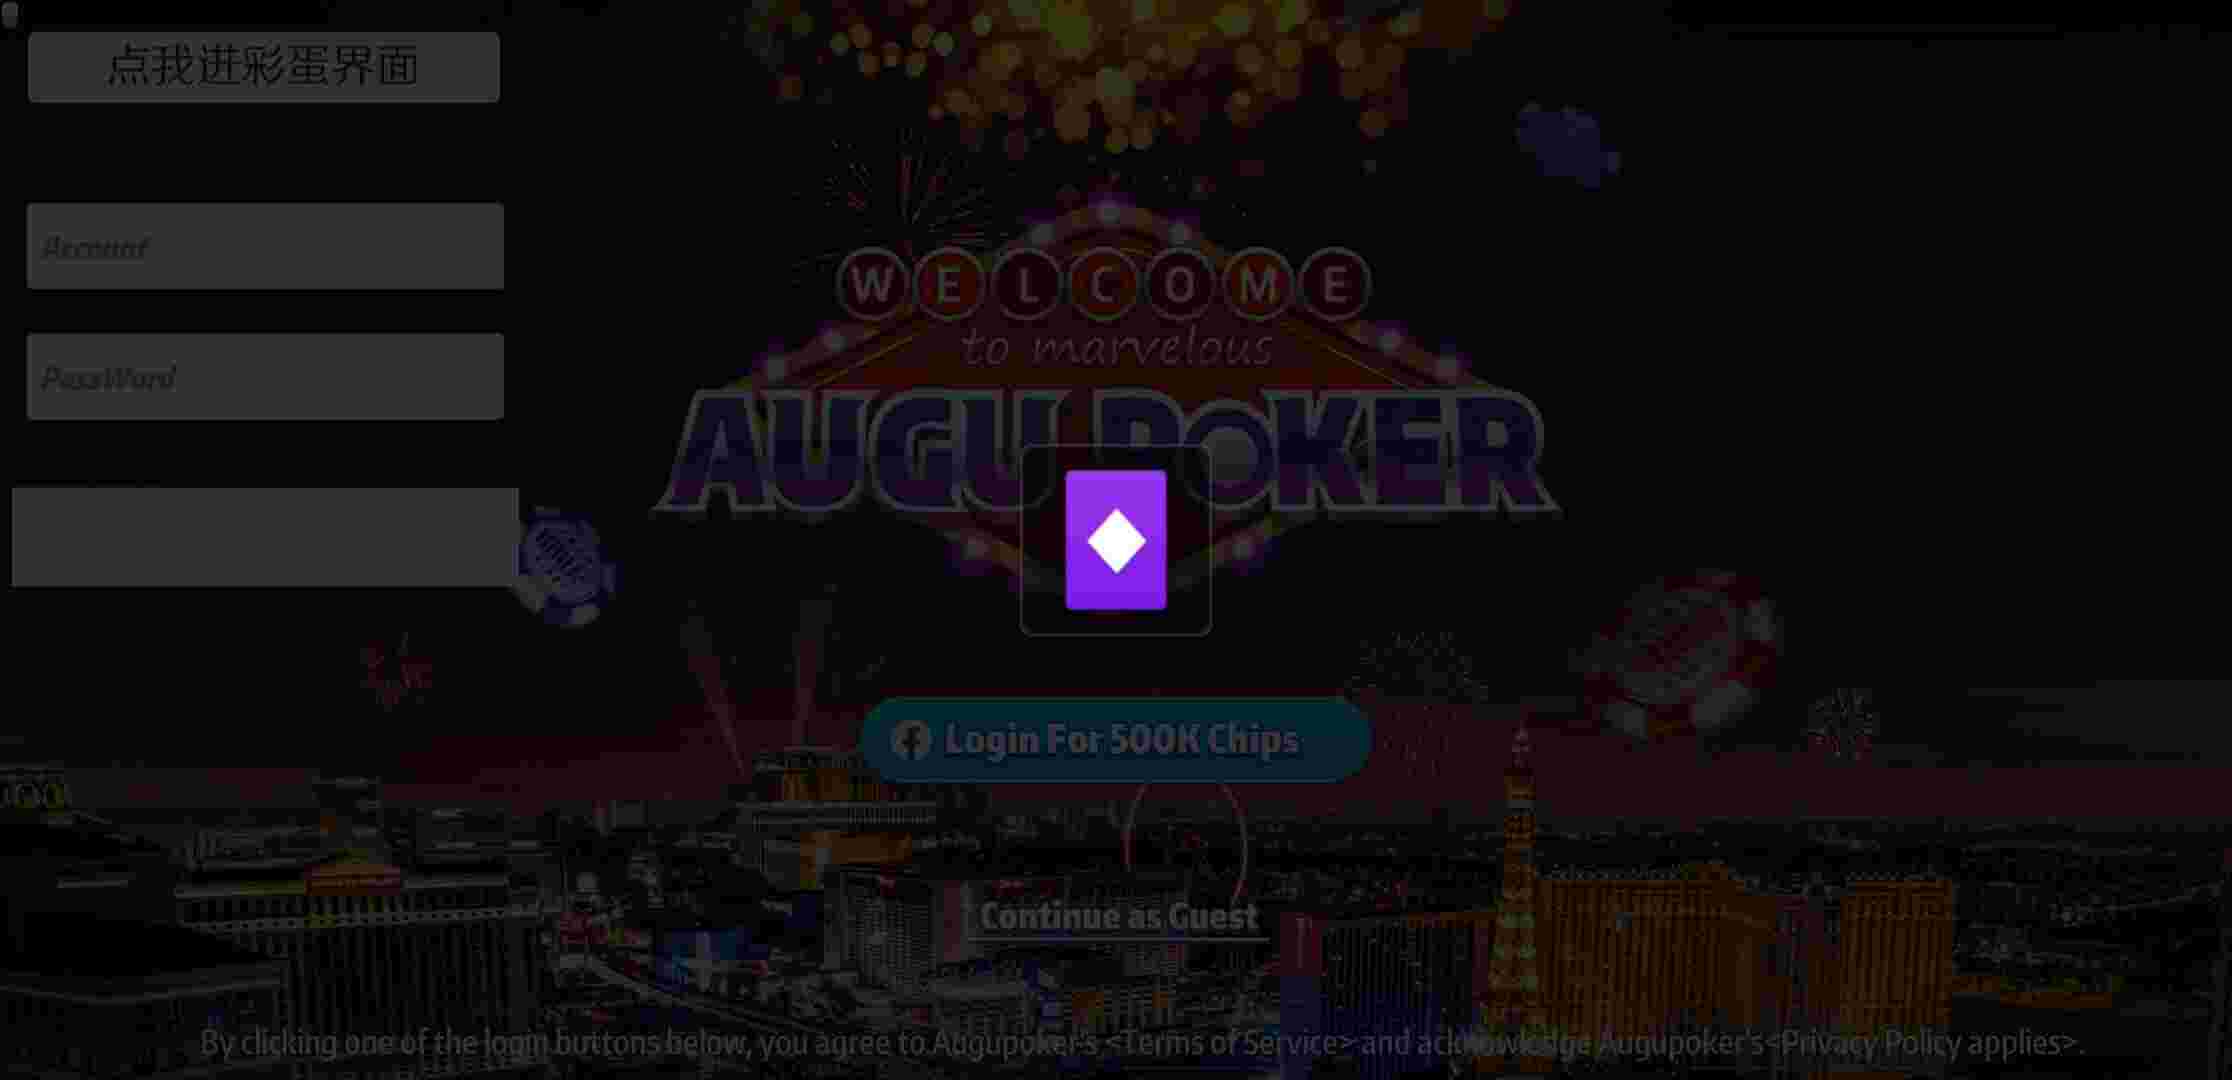 点我进彩蛋界面
Account
PassWord
WELCOME
to marvelous
AUGU POKER
Login For 500K Chips
Continue as Guest
By clicking one of the login buttons below, you agree to Augupoker's <Terms of Service> and acknowledge Augupoker's<Privacy Policy applies>.